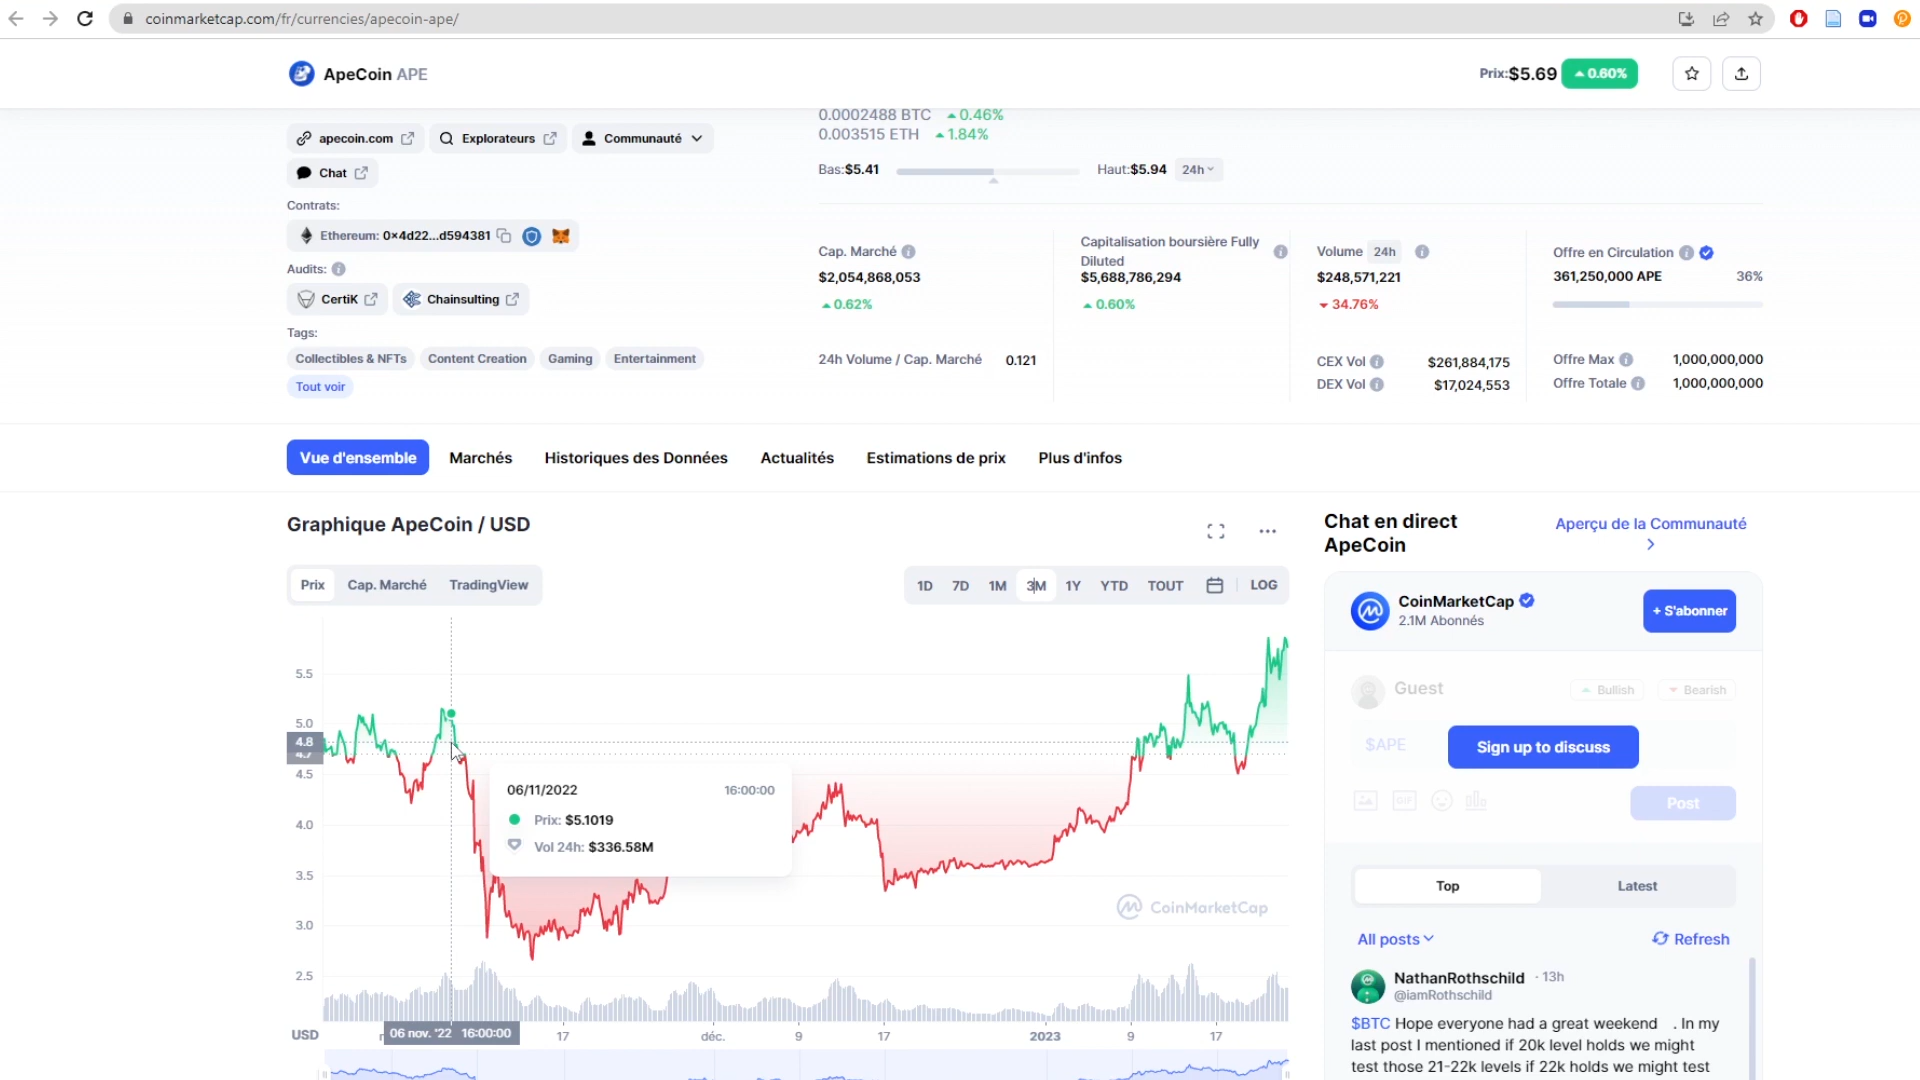 coinmarketcap.com/fr/currencies/apecoin-ape/
ApeCoin APE
Prix:$5.69 0.60%
0.0002488 BTC 0.46%
0.003515 ETH 1.84%
apecoin.com Explorateurs Communauté
Chat
Bas:$5.41 Haut:$5.94 24h
Contrats:
Ethereum: 0x4d22...d594381
Audits:
CertiK Chainsulting
Tags:
Collectibles & NFTs Content Creation Gaming Entertainment
Tout voir
Cap. Marché
$2,054,868,053
0.62%
24h Volume / Cap. Marché 0.121
Capitalisation boursière Fully
Diluted
$5,688,786,294
0.60%
Volume 24h
$248,571,221
34.76%
CEX Vol $261,884,175
DEX Vol $17,024,553
Offre en Circulation
361,250,000 APE 36%
Offre Max 1,000,000,000
Offre Totale 1,000,000,000
Vue d'ensemble Marchés Historiques des Données Actualités Estimations de prix Plus d'infos
Graphique ApeCoin / USD
Prix Cap. Marché TradingView
1D 7D 1M 3M 1Y YTD TOUT LOG
5.5
5.0
4.8
4.7
4.5
4.0
3.5
3.0
2.5
06/11/2022 16:00:00
Prix: $5.1019
Vol 24h: $336.58M
CoinMarketCap
USD 06 nov. '22 16:00:00 17 déc. 9 17 2023 9 17
Chat en direct
ApeCoin
Aperçu de la Communauté
CoinMarketCap
2.1M Abonnés
+ S'abonner
Guest
Bullish Bearish
$APE
Sign up to discuss
GIF
Post
Top Latest
All posts Refresh
NathanRothschild · 13h
@iamRothschild
$BTC Hope everyone had a great weekend . In my
last post I mentioned if 20k level holds we might
test those 21-22k levels if 22k holds we might test